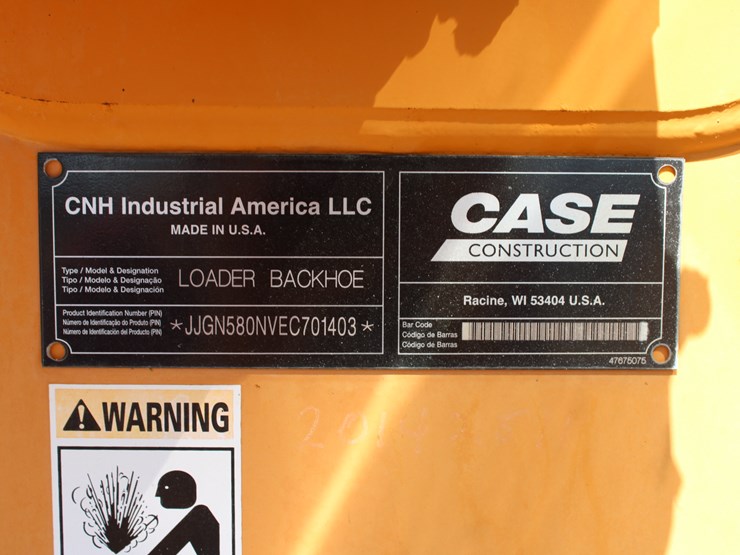 CNH Industrial America LLC
MADE IN U.S.A.
Type / Model & Designation
Tipo / Modelo & Designação
Tipo / Modelo & Designación
LOADER BACKHOE
Product Identification Number (PIN)
Número de Identificação do Produto (PIN)
Número de Identificación del Producto (PIN)
*JJGN580NVEC701403*
CASE
CONSTRUCTION
Racine, WI 53404 U.S.A.
Bar Code
Código de Barras
Código de Barras
47675075
WARNING